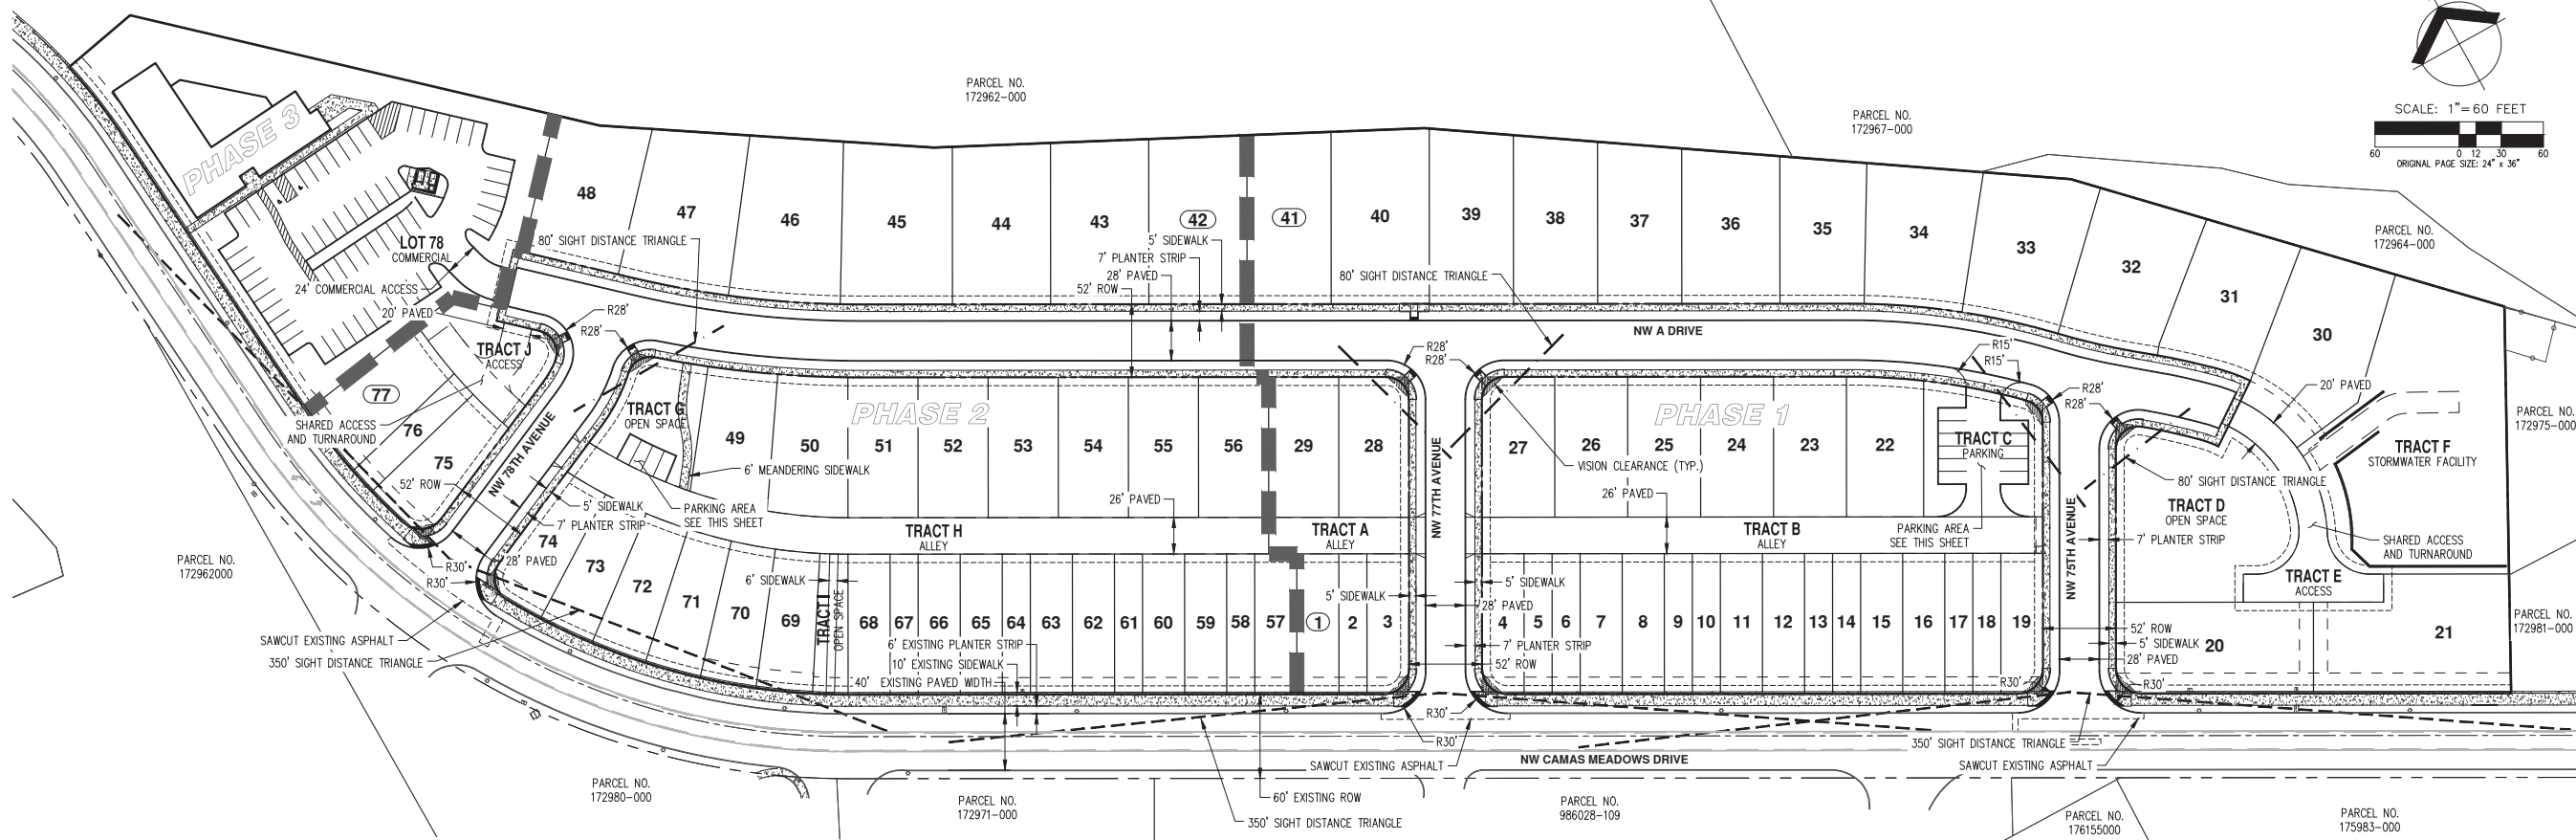 PARCEL NO.
172962-000
PARCEL NO.
172967-000
SCALE: 1"=60 FEET
60 0 12 30 60
ORIGINAL PAGE SIZE: 24" x 36"
PARCEL NO.
172964-000
PHASE 3
LOT 78
COMMERCIAL
24' COMMERCIAL ACCESS
20' PAVED
48
47
46
45
44
43
42
41
40
39
38
37
36
35
34
33
32
31
30
80' SIGHT DISTANCE TRIANGLE
5' SIDEWALK
7' PLANTER STRIP
28' PAVED
52' ROW
80' SIGHT DISTANCE TRIANGLE
NW A DRIVE
R28'
R28'
R28'
R28'
R15'
R15'
R28'
R28'
20' PAVED
TRACT J
ACCESS
77
SHARED ACCESS
AND TURNAROUND
76
75
52' ROW
NW 78TH AVENUE
TRACT G
OPEN SPACE
PHASE 2
49
50
51
52
53
54
55
56
29
28
6' MEANDERING SIDEWALK
PARKING AREA
SEE THIS SHEET
5' SIDEWALK
7' PLANTER STRIP
26' PAVED
TRACT H
ALLEY
TRACT A
ALLEY
NW 77TH AVENUE
PHASE 1
27
26
25
24
23
22
VISION CLEARANCE (TYP.)
26' PAVED
TRACT C
PARKING
TRACT B
ALLEY
PARKING AREA
SEE THIS SHEET
NW 75TH AVENUE
80' SIGHT DISTANCE TRIANGLE
TRACT D
OPEN SPACE
7' PLANTER STRIP
TRACT F
STORMWATER FACILITY
SHARED ACCESS
AND TURNAROUND
TRACT E
ACCESS
PARCEL NO.
172975-000
PARCEL NO.
172981-000
PARCEL NO.
172962000
R30'
R30'
28' PAVED
74
73
72
71
70
69
6' SIDEWALK
TRACT I
OPEN SPACE
68
67
66
65
64
63
62
61
60
59
58
57
1
2
3
4
5
6
7
8
9
10
11
12
13
14
15
16
17
18
19
20
21
5' SIDEWALK
5' SIDEWALK
28' PAVED
7' PLANTER STRIP
52' ROW
52' ROW
5' SIDEWALK
28' PAVED
SAWCUT EXISTING ASPHALT
350' SIGHT DISTANCE TRIANGLE
6' EXISTING PLANTER STRIP
10' EXISTING SIDEWALK
40' EXISTING PAVED WIDTH
R30'
R30'
R30'
R30'
SAWCUT EXISTING ASPHALT
NW CAMAS MEADOWS DRIVE
350' SIGHT DISTANCE TRIANGLE
SAWCUT EXISTING ASPHALT
60' EXISTING ROW
350' SIGHT DISTANCE TRIANGLE
PARCEL NO.
172980-000
PARCEL NO.
172971-000
PARCEL NO.
986028-109
PARCEL NO.
176155000
PARCEL NO.
175983-000